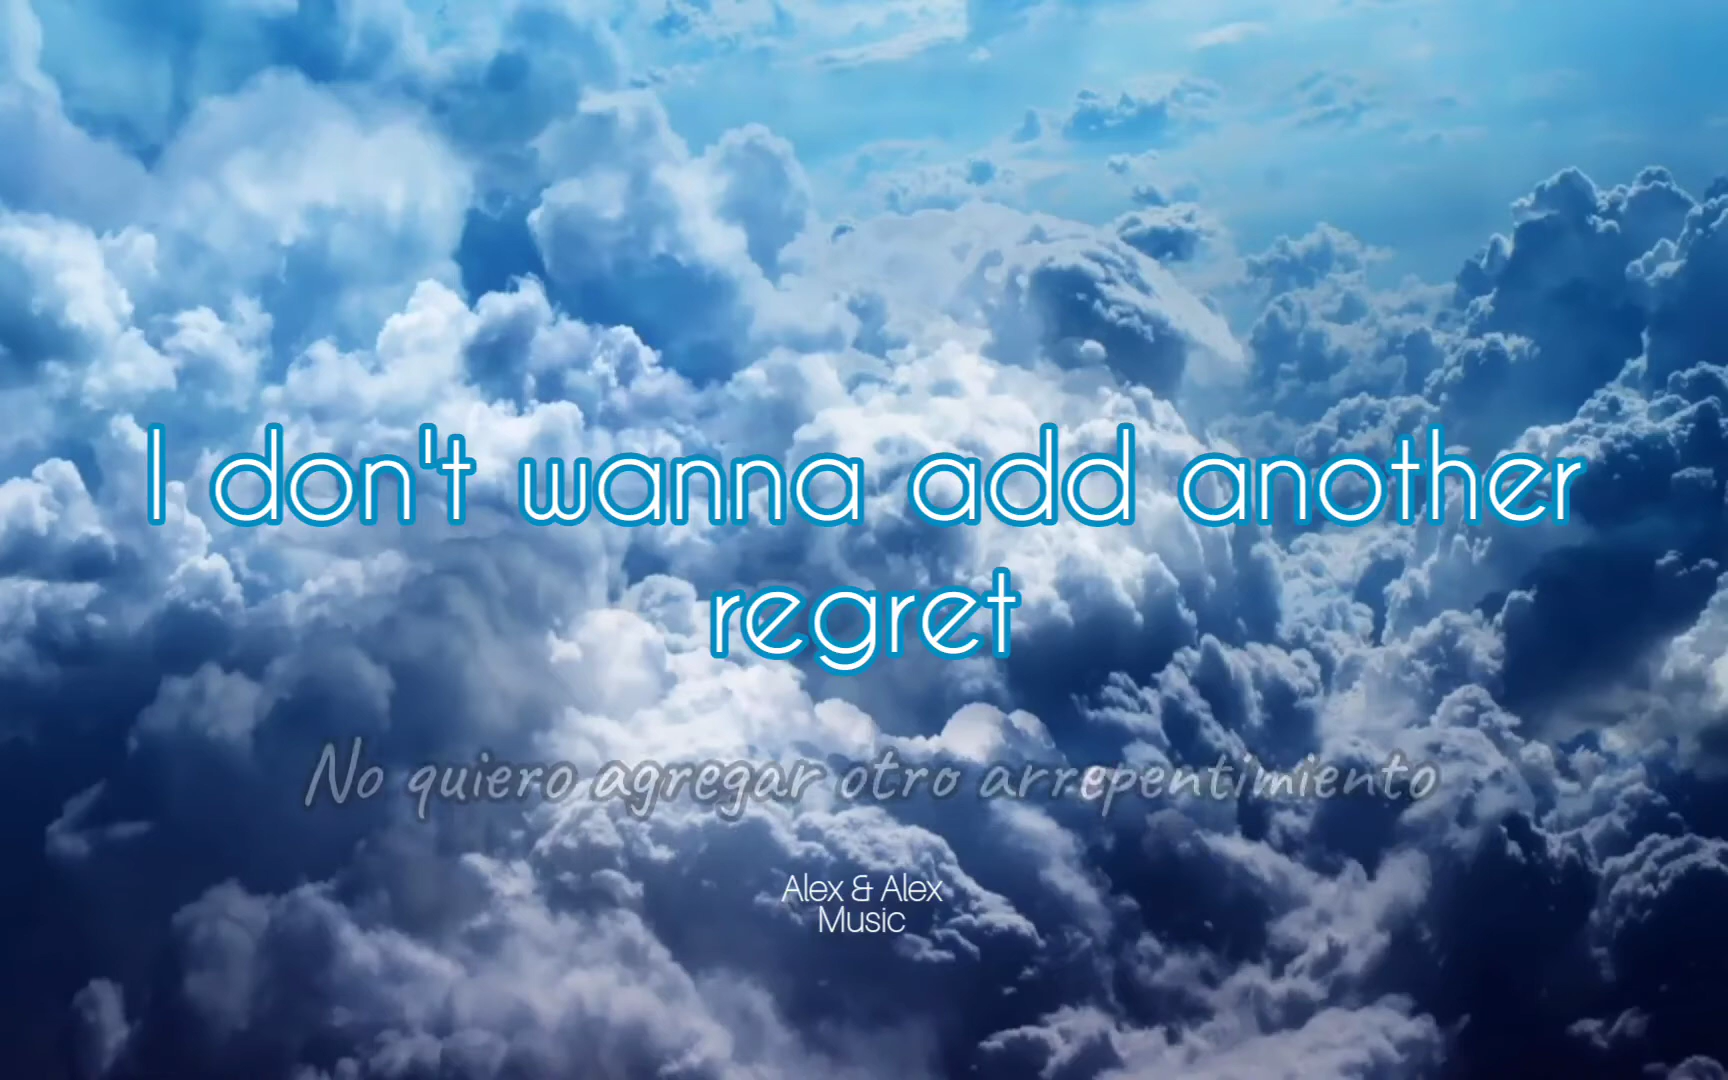 I don't wanna add another
regret
No quiero agregar otro arrepentimiento
Alex & Alex
Music